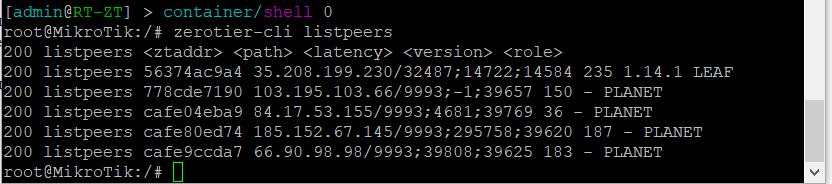 [admin@RT-ZT] > container/shell 0
root@MikroTik:/# zerotier-cli listpeers
200 listpeers <ztaddr> <path> <latency> <version> <role>
200 listpeers 56374ac9a4 35.208.199.230/32487;14722;14584 235 1.14.1 LEAF
200 listpeers 778cde7190 103.195.103.66/9993;-1;39657 150 - PLANET
200 listpeers cafe04eba9 84.17.53.155/9993;4681;39769 36 - PLANET
200 listpeers cafe80ed74 185.152.67.145/9993;295758;39620 187 - PLANET
200 listpeers cafe9ccda7 66.90.98.98/9993;39808;39625 183 - PLANET
root@MikroTik:/#